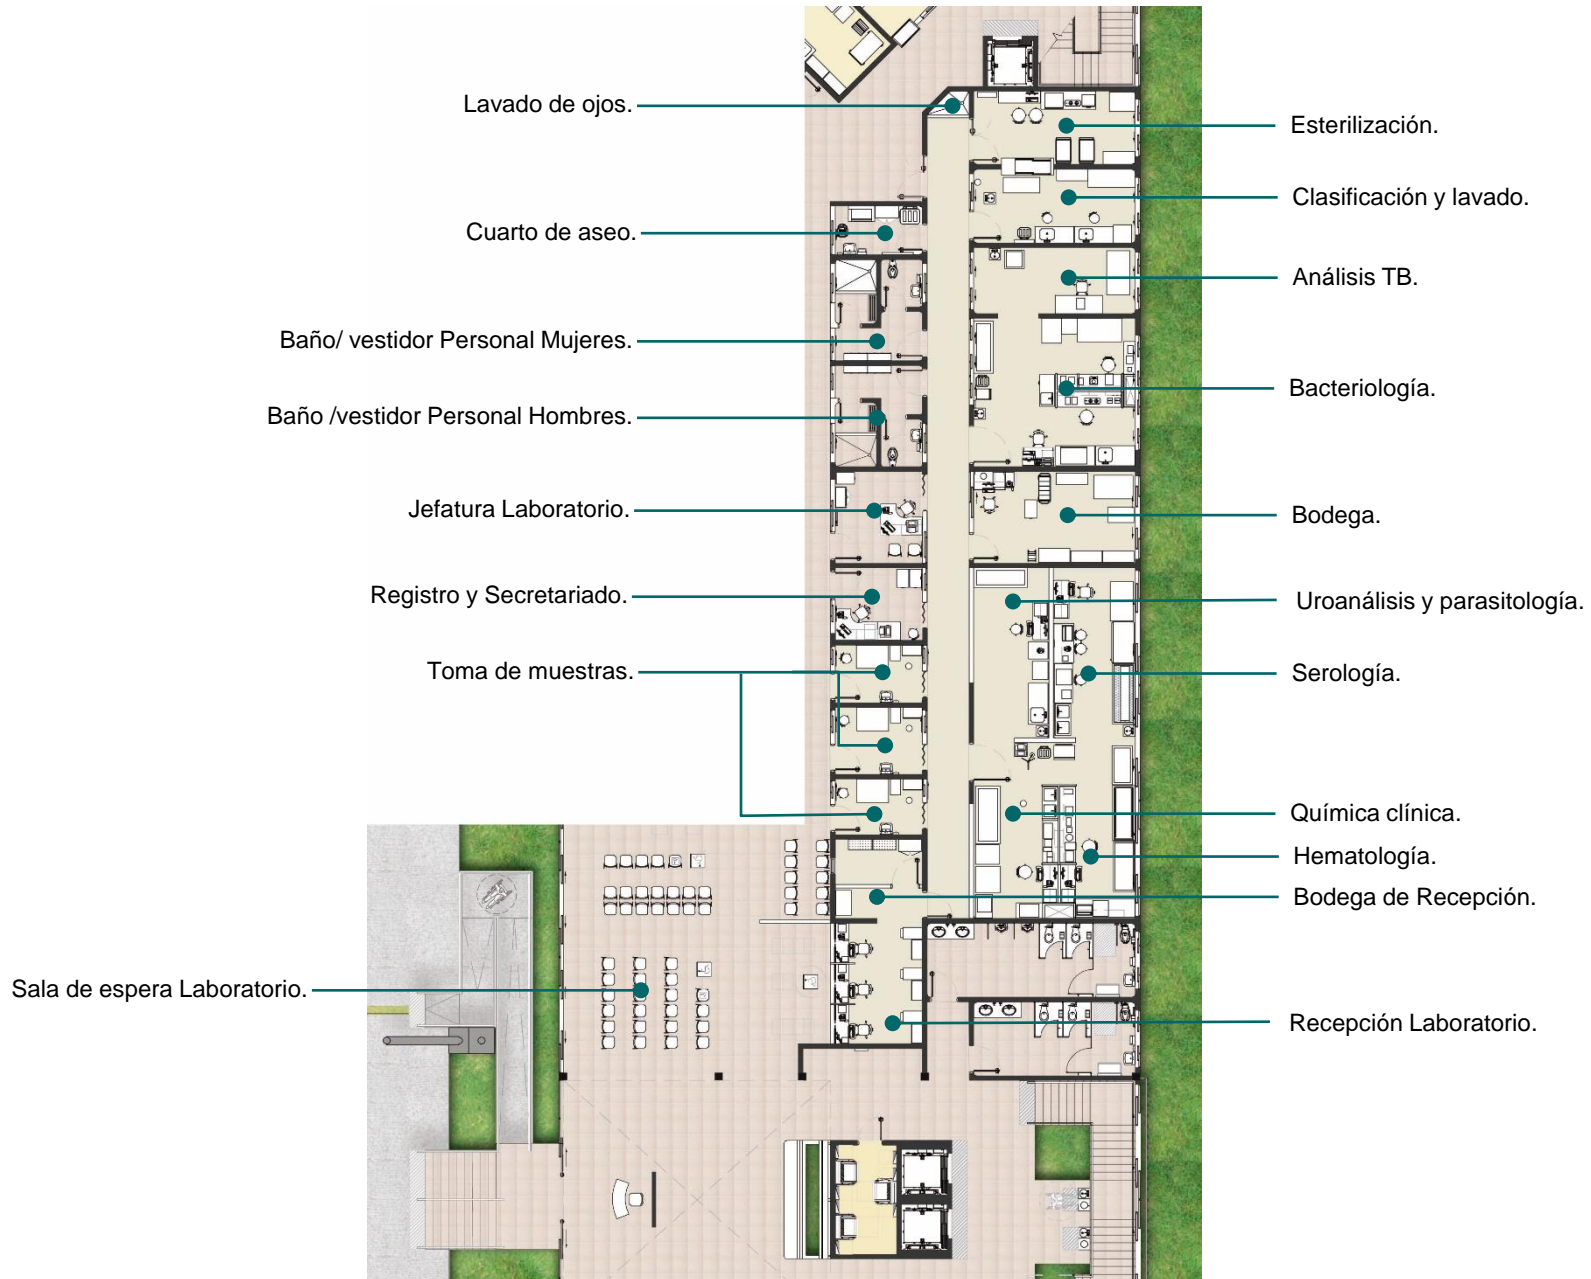 Lavado de ojos.
Esterilización.
Clasificación y lavado.
Cuarto de aseo.
Análisis TB.
Baño/ vestidor Personal Mujeres.
Bacteriología.
Baño /vestidor Personal Hombres.
Jefatura Laboratorio.
Bodega.
Registro y Secretariado.
Uroanálisis y parasitología.
Toma de muestras.
Serología.
Química clínica.
Hematología.
Bodega de Recepción.
Sala de espera Laboratorio.
Recepción Laboratorio.